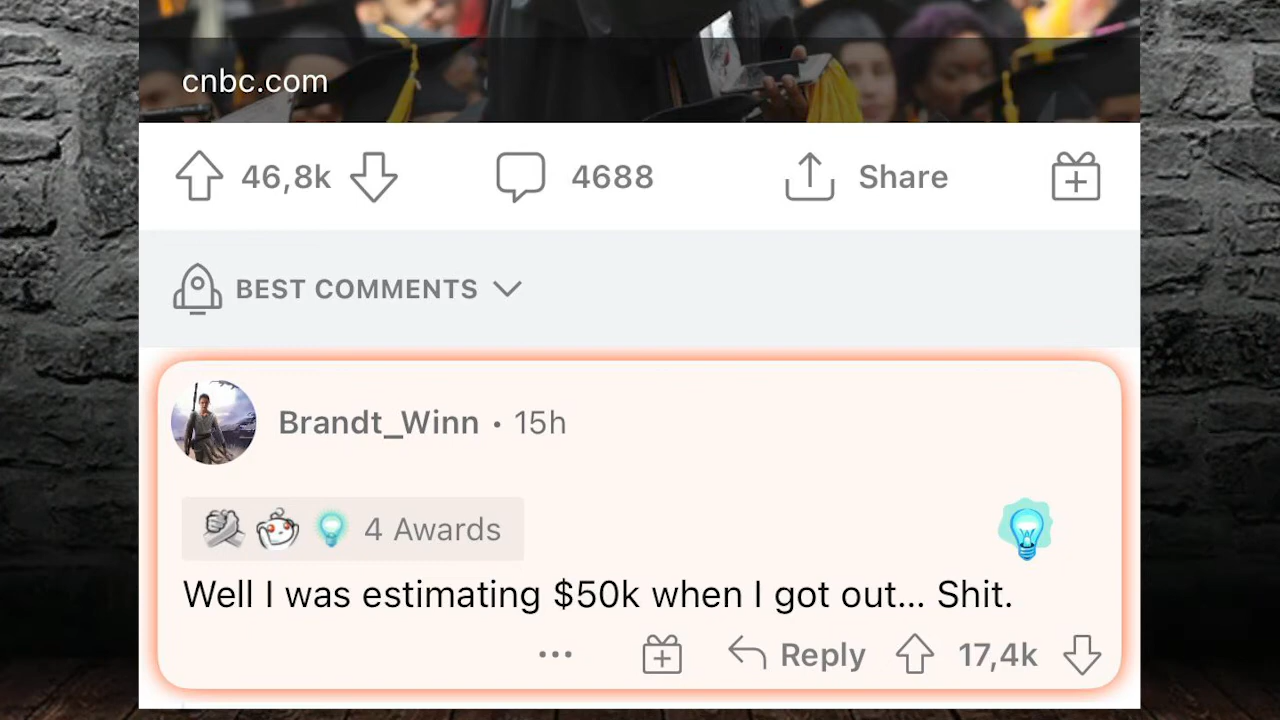 cnbc.com
46,8k 4688 Share
BEST COMMENTS
Brandt_Winn • 15h
4 Awards
Well I was estimating $50k when I got out... Shit.
... Reply 17,4k